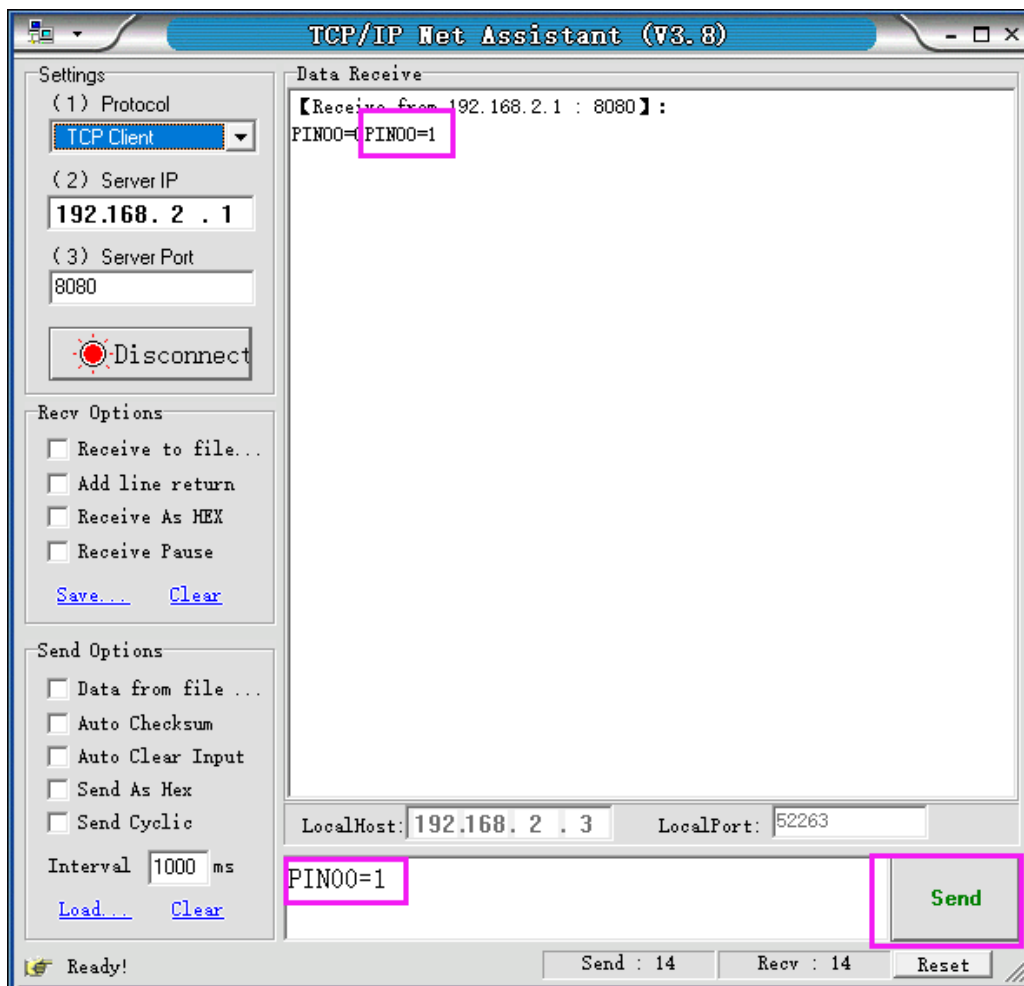 TCP/IP Net Assistant (V3.8)
Settings
(1) Protocol
TCP Client
(2) Server IP
192.168. 2 . 1
(3) Server Port
8080
Disconnect
Recv Options
Receive to file...
Add line return
Receive As HEX
Receive Pause
Save... Clear
Send Options
Data from file ...
Auto Checksum
Auto Clear Input
Send As Hex
Send Cyclic
Interval 1000 ms
Load... Clear
Data Receive
【Receive from 192.168.2.1 : 8080】:
PIN00=0PIN00=1
LocalHost: 192.168. 2 . 3 LocalPort: 52263
PIN00=1
Send
Ready! Send : 14 Recv : 14 Reset